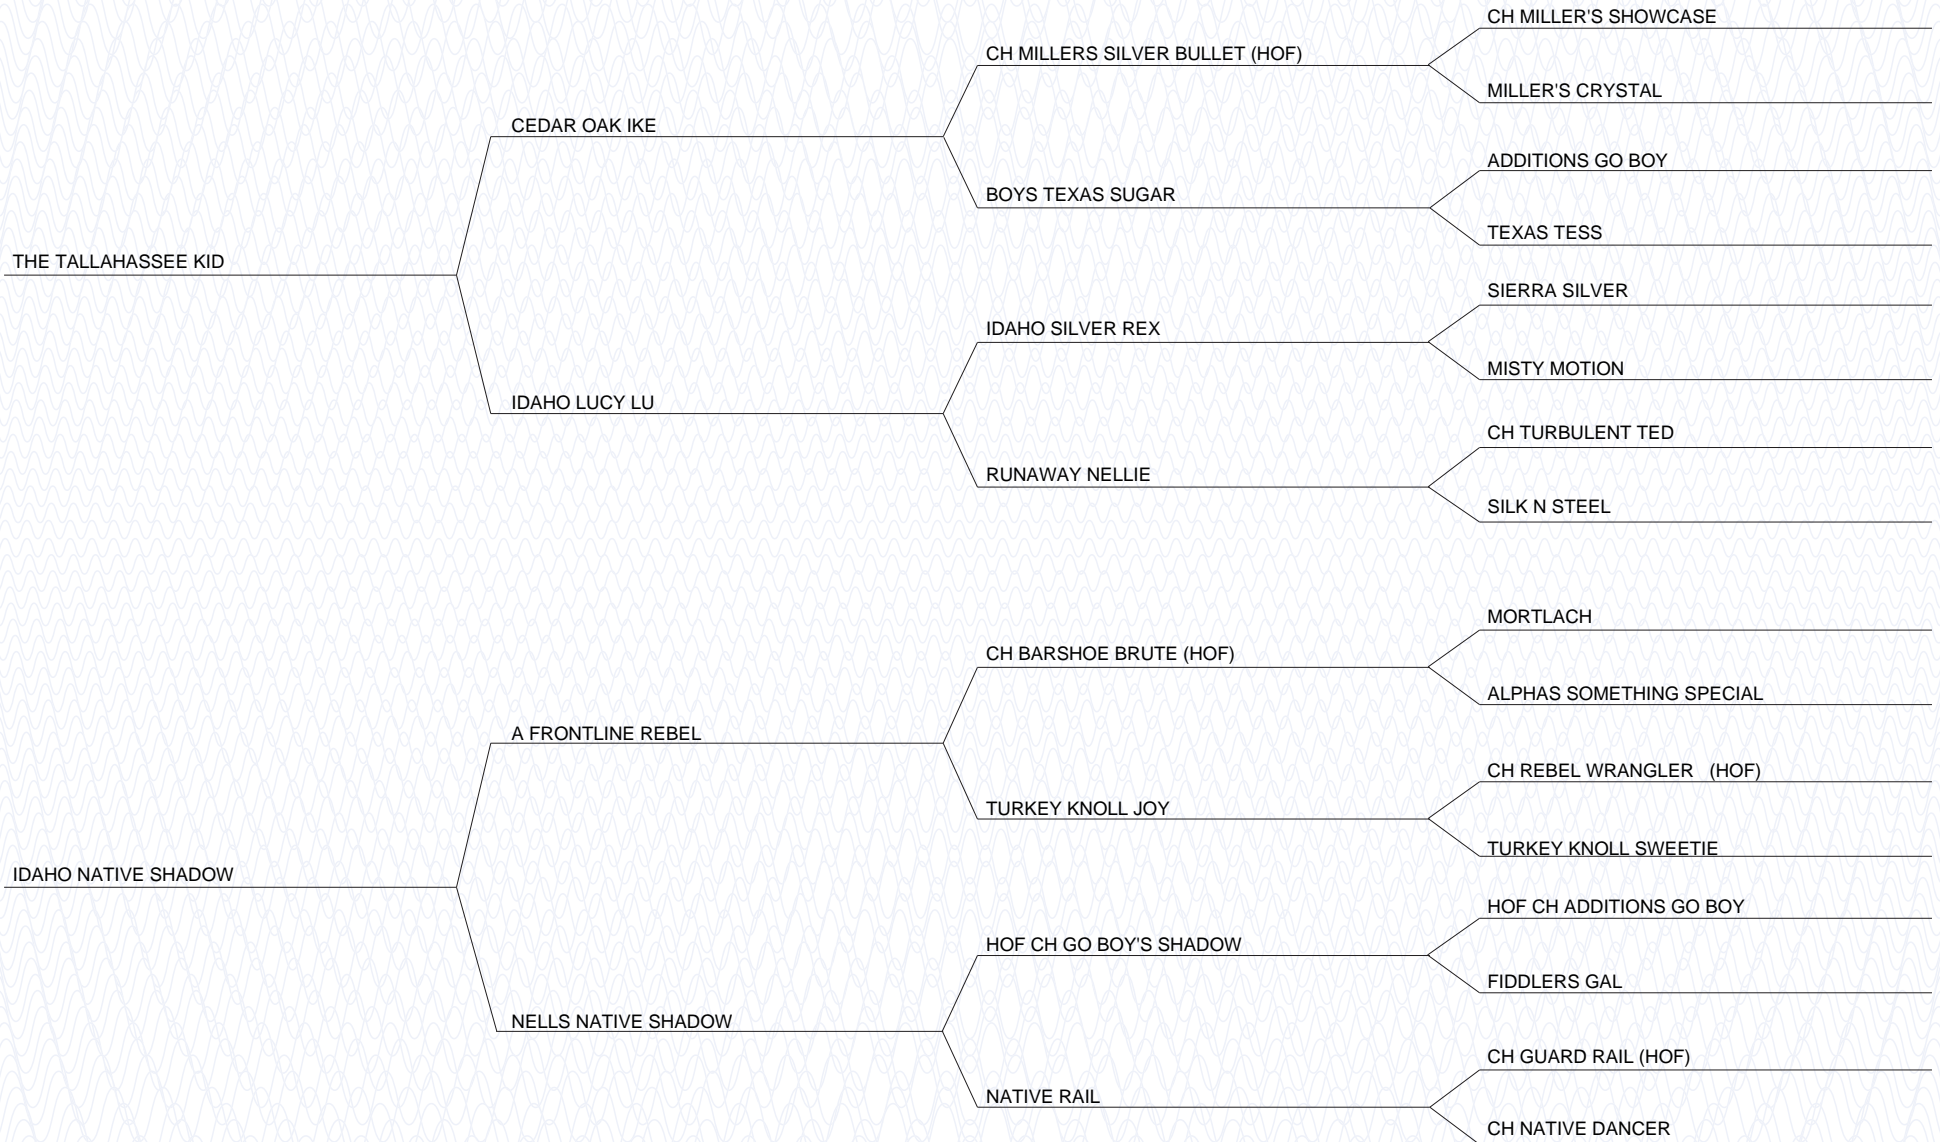 CH MILLER'S SHOWCASE
CH MILLERS SILVER BULLET (HOF)
MILLER'S CRYSTAL
CEDAR OAK IKE
ADDITIONS GO BOY
BOYS TEXAS SUGAR
TEXAS TESS
THE TALLAHASSEE KID
SIERRA SILVER
IDAHO SILVER REX
MISTY MOTION
IDAHO LUCY LU
CH TURBULENT TED
RUNAWAY NELLIE
SILK N STEEL
MORTLACH
CH BARSHOE BRUTE (HOF)
ALPHAS SOMETHING SPECIAL
A FRONTLINE REBEL
CH REBEL WRANGLER (HOF)
TURKEY KNOLL JOY
TURKEY KNOLL SWEETIE
IDAHO NATIVE SHADOW
HOF CH ADDITIONS GO BOY
HOF CH GO BOY'S SHADOW
FIDDLERS GAL
NELLS NATIVE SHADOW
CH GUARD RAIL (HOF)
NATIVE RAIL
CH NATIVE DANCER